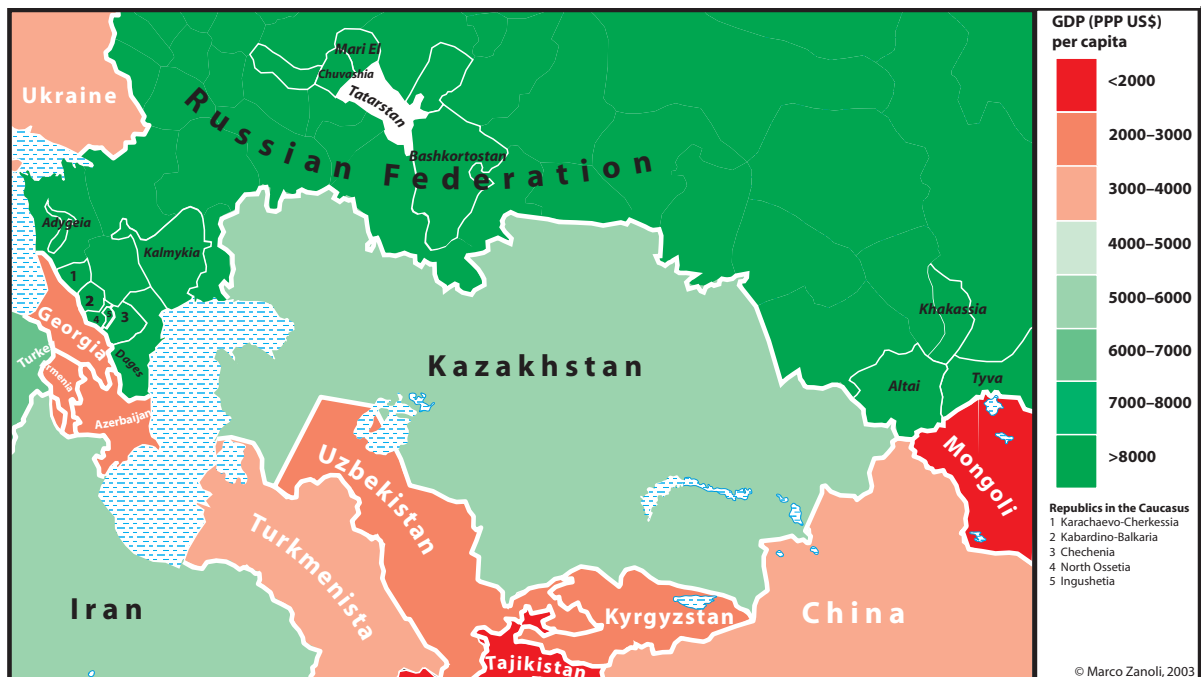 GDP (PPP US$)
per capita
<2000
2000–3000
3000–4000
4000–5000
5000–6000
6000–7000
7000–8000
>8000
Republics in the Caucasus
1 Karachaevo-Cherkessia
2 Kabardino-Balkaria
3 Chechenia
4 North Ossetia
5 Ingushetia
© Marco Zanoli, 2003
Ukraine
Mari El
Chuvashia
Tatarstan
Bashkortostan
Russian Federation
Adygeia
Kalmykia
1
2
3
4
5
Georgia
Dages
Turke
rmenia
Azerbaijan
Kazakhstan
Khakassia
Altai
Tyva
Mongoli
Uzbekistan
Turkmenista
Iran
Kyrgyzstan
Tajikistan
China